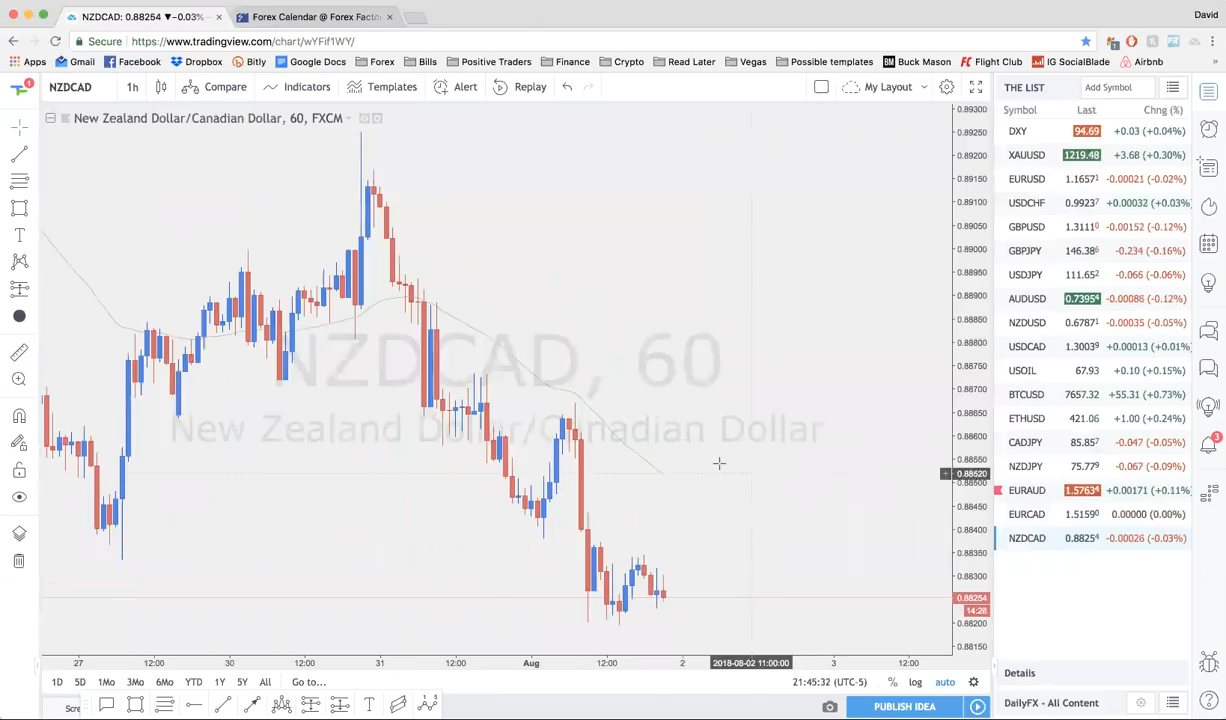 NZDCAD: 0.88254 ▼−0.03%
Forex Calendar @ Forex Facto
David
Secure
https://www.tradingview.com/chart/wYFif1WY/
Apps Gmail Facebook Dropbox Bitly Google Docs Forex Bills Positive Traders Finance Crypto Read Later Vegas Possible templates Buck Mason Flight Club IG SocialBlade Airbnb »
1
NZDCAD 1h Compare Indicators Templates Alert Replay My Layout
THE LIST Add Symbol
New Zealand Dollar/Canadian Dollar, 60, FXCM
Symbol Last Chng (%)
DXY 94.69 +0.03 (+0.04%)
XAUUSD 1219.48 +3.68 (+0.30%)
EURUSD 1.16571 -0.00021 (-0.02%)
USDCHF 0.99237 +0.00032 (+0.03%)
GBPUSD 1.31110 -0.00152 (-0.12%)
GBPJPY 146.386 -0.234 (-0.16%)
USDJPY 111.652 -0.066 (-0.06%)
AUDUSD 0.73954 -0.00086 (-0.12%)
NZDUSD 0.67871 -0.00035 (-0.05%)
USDCAD 1.30039 +0.00013 (+0.01%)
USOIL 67.93 +0.10 (+0.15%)
BTCUSD 7657.32 +55.31 (+0.73%)
ETHUSD 421.06 +1.00 (+0.24%)
CADJPY 85.857 -0.047 (-0.05%)
NZDJPY 75.779 -0.067 (-0.09%)
EURAUD 1.57634 +0.00171 (+0.11%)
EURCAD 1.51590 0.00000 (0.00%)
NZDCAD 0.88254 -0.00026 (-0.03%)
3
NZDCAD, 60
New Zealand Dollar/Canadian Dollar
0.89300
0.89250
0.89200
0.89150
0.89100
0.89050
0.89000
0.88950
0.88900
0.88850
0.88800
0.88750
0.88700
0.88650
0.88600
0.88550
0.88520
0.88500
0.88450
0.88400
0.88350
0.88300
0.88254
14:28
0.88200
0.88150
27 12:00 30 12:00 31 12:00 Aug 12:00 2 2018-08-02 11:00:00 3 12:00
1D 5D 1Mo 3Mo 6Mo YTD 1Y 5Y All Go to...
21:45:32 (UTC-5) % log auto
Details
Scre
PUBLISH IDEA
DailyFX - All Content